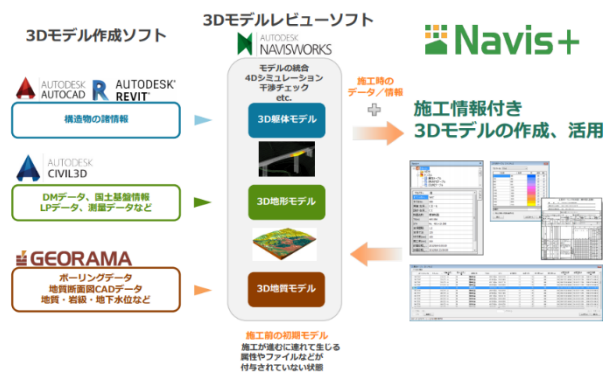 3Dモデル作成ソフト
AUTODESK
AUTOCAD
AUTODESK
REVIT
構造物の諸情報
AUTODESK
CIVIL3D
DMデータ、国土基盤情報
LPデータ、測量データなど
GEORAMA
ボーリングデータ
地質断面図CADデータ
地質・岩級・地下水位など
3Dモデルレビューソフト
AUTODESK
NAVISWORKS
モデルの統合
4Dシミュレーション
干渉チェック
etc.
3D躯体モデル
3D地形モデル
3D地質モデル
施工前の初期モデル
施工が進むに連れて生じる
属性やファイルなどが
付与されていない状態
施工時の
データ／情報
Navis+
施工情報付き
3Dモデルの作成、活用